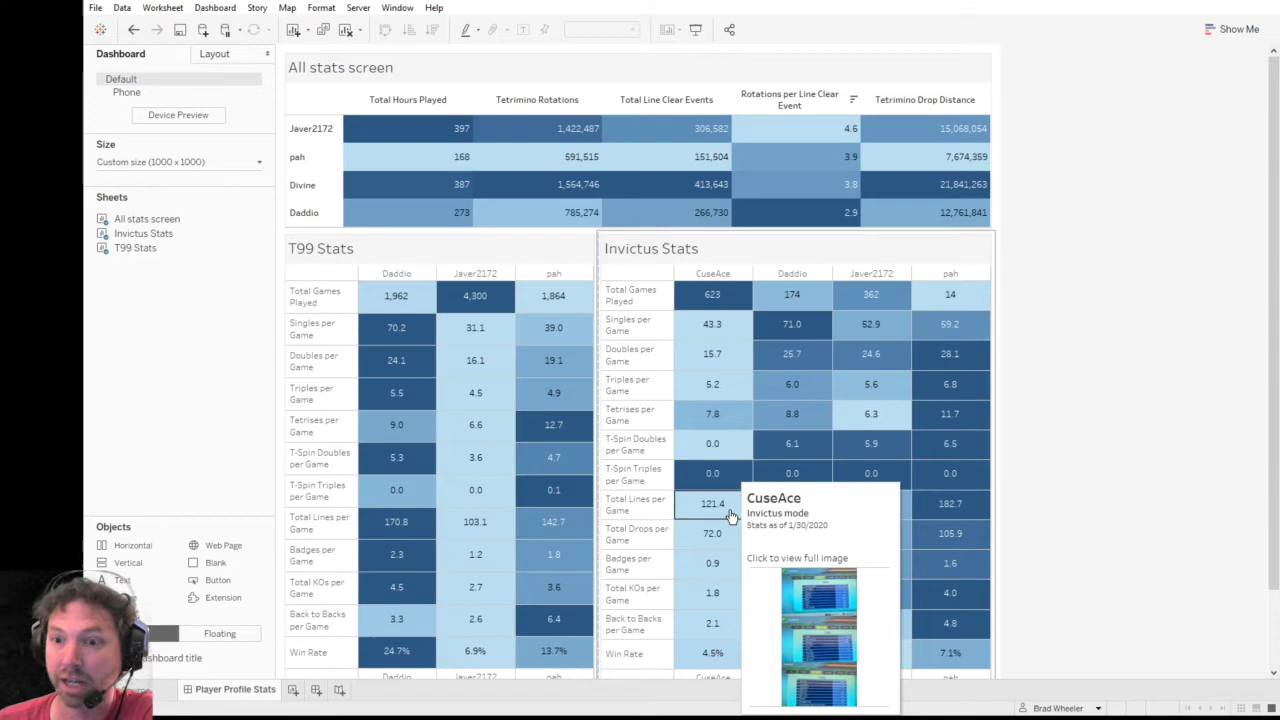 File Data Worksheet Dashboard Story Map Format Server Window Help
Show Me
Dashboard Layout
Default
Phone
Device Preview
Size
Custom size (1000 x 1000)
Sheets
All stats screen
Invictus Stats
T99 Stats
Objects
Horizontal Web Page
Vertical Blank
Text Button
Extension
Floating
dashboard title
All stats screen
Total Hours Played Tetrimino Rotations Total Line Clear Events Rotations per Line Clear Event Tetrimino Drop Distance
Javer2172 397 1,422,487 306,582 4.6 15,068,054
pah 168 591,515 151,504 3.9 7,674,359
Divine 387 1,564,746 413,643 3.8 21,841,263
Daddio 273 785,274 266,730 2.9 12,761,841
T99 Stats
Daddio Javer2172 pah
Total Games Played 1,962 4,300 1,864
Singles per Game 70.2 31.1 39.0
Doubles per Game 24.1 16.1 19.1
Triples per Game 5.5 4.5 4.9
Tetrises per Game 9.0 6.6 12.7
T-Spin Doubles per Game 5.3 3.6 4.7
T-Spin Triples per Game 0.0 0.0 0.1
Total Lines per Game 170.8 103.1 142.7
Badges per Game 2.3 1.2 1.8
Total KOs per Game 4.5 2.7 3.6
Back to Backs per Game 3.3 2.6 6.4
Win Rate 24.7% 6.9% 13.7%
Daddio Javer2172 pah
Invictus Stats
CuseAce Daddio Javer2172 pah
Total Games Played 623 174 362 14
Singles per Game 43.3 71.0 52.9 59.2
Doubles per Game 15.7 25.7 24.6 28.1
Triples per Game 5.2 6.0 5.6 6.8
Tetrises per Game 7.8 8.8 6.3 11.7
T-Spin Doubles per Game 0.0 6.1 5.9 6.5
T-Spin Triples per Game 0.0 0.0 0.0 0.0
Total Lines per Game 121.4 182.7
Total Drops per Game 72.0 105.9
Badges per Game 0.9 1.6
Total KOs per Game 1.8 4.0
Back to Backs per Game 2.1 4.8
Win Rate 4.5% 7.1%
CuseAce pah
CuseAce
Invictus mode
Stats as of 1/30/2020
Click to view full image
Player Profile Stats
Brad Wheeler